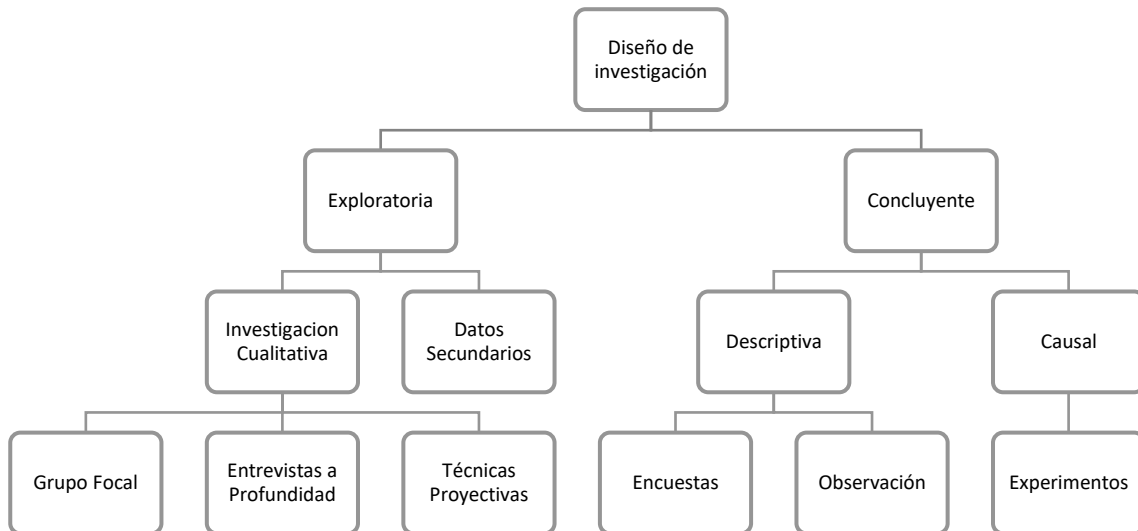 Diseño de
investigación
Exploratoria
Concluyente
Investigacion
Cualitativa
Datos
Secundarios
Descriptiva
Causal
Grupo Focal
Entrevistas a
Profundidad
Técnicas
Proyectivas
Encuestas
Observación
Experimentos